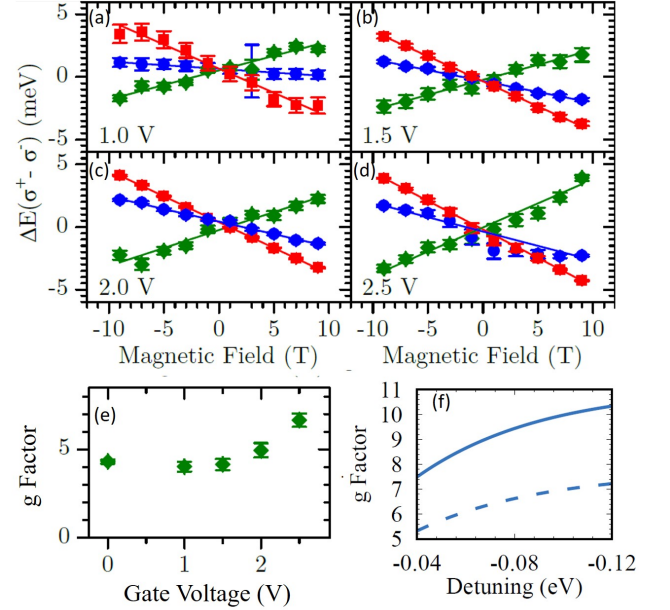 (a) (b)
5
0
-5
1.0 V 1.5 V
ΔE(σ⁺- σ⁻) (meV)
(c) (d)
5
0
-5
2.0 V 2.5 V
-10 -5 0 5 10 -10 -5 0 5 10
Magnetic Field (T) Magnetic Field (T)
(e)
5
0
g Factor
0 1 2
Gate Voltage (V)
(f)
11
10
9
8
7
6
5
g Factor
-0.04 -0.08 -0.12
Detuning (eV)